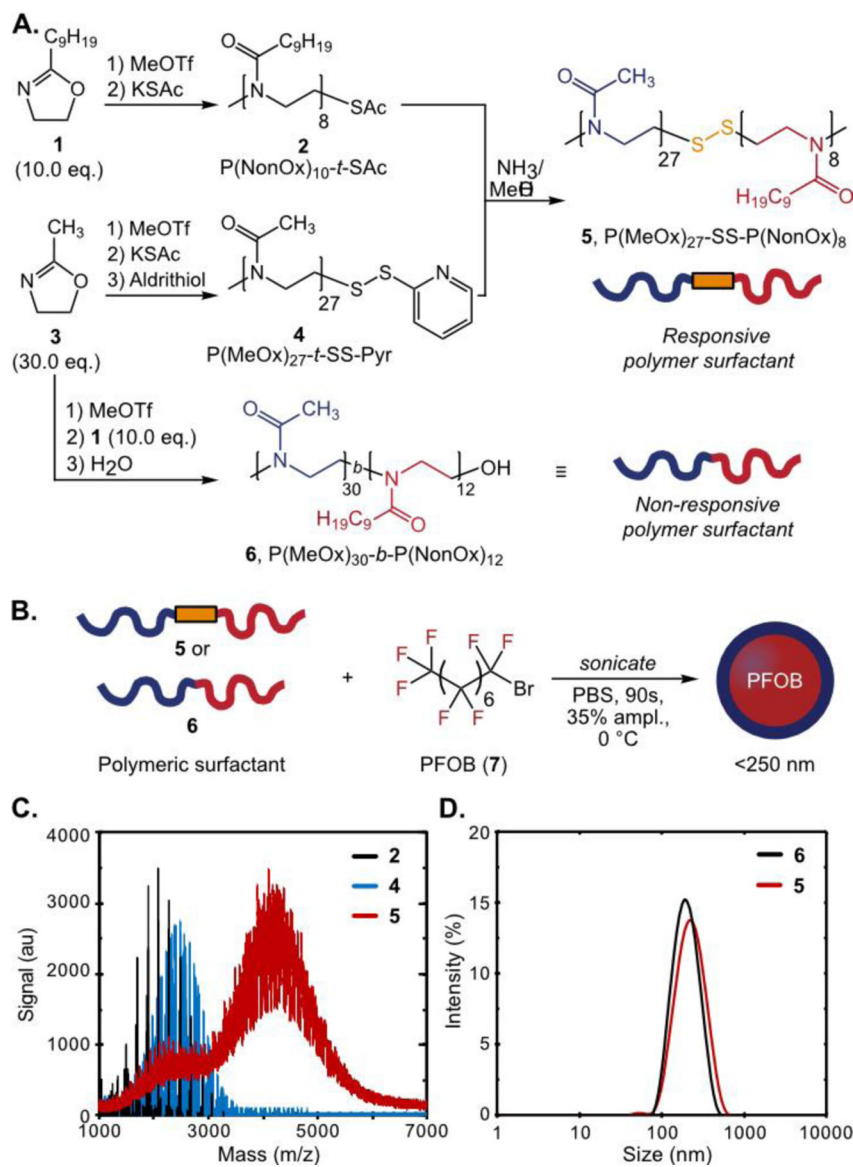 A.
C9H19
N
O
1
(10.0 eq.)
1) MeOTf
2) KSAc
O
C9H19
N
8
SAc
2
P(NonOx)10-t-SAc
CH3
N
O
3
(30.0 eq.)
1) MeOTf
2) KSAc
3) Aldrithiol
O
CH3
N
27
S
S
N
4
P(MeOx)27-t-SS-Pyr
NH3/
O
CH3
N
27
S
S
N
8
H19C9
O
5, P(MeOx)27-SS-P(NonOx)8
Responsive
polymer surfactant
1) MeOTf
2) 1 (10.0 eq.)
3) H2O
O
CH3
N
30
b
N
12
OH
H19C9
O
6, P(MeOx)30-b-P(NonOx)12
≡
Non-responsive
polymer surfactant
B.
5 or
6
Polymeric surfactant
+
F
F
F
F
F
F
F
6
Br
PFOB (7)
sonicate
PBS, 90s,
35% ampl.,
0 °C
PFOB
<250 nm
C.
Signal (au)
4000
3000
2000
1000
0
1000
3000
5000
7000
Mass (m/z)
2
4
5
D.
Intensity (%)
20
15
10
5
0
1
10
100
1000
10000
Size (nm)
6
5